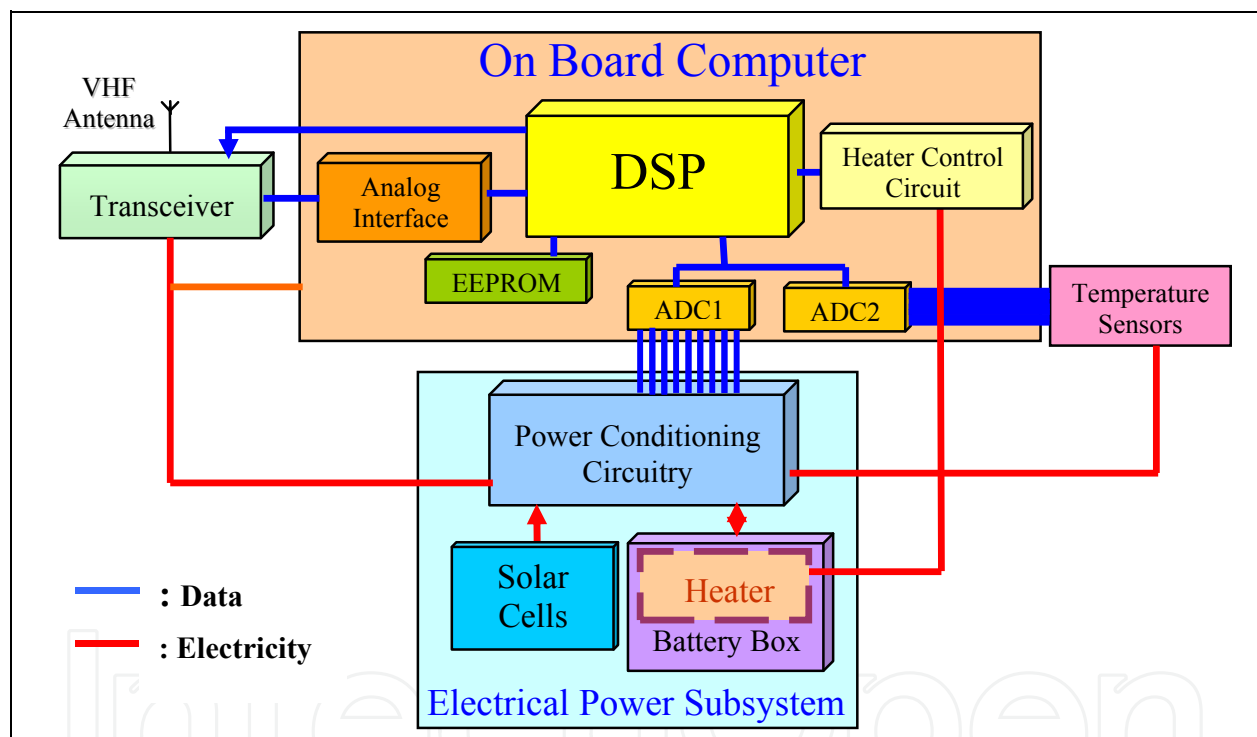 On Board Computer
VHF
Antenna
DSP
Heater Control
Circuit
Transceiver
Analog
Interface
EEPROM
ADC1
ADC2
Temperature
Sensors
Power Conditioning
Circuitry
Solar
Cells
Heater
Battery Box
: Data
: Electricity
Electrical Power Subsystem